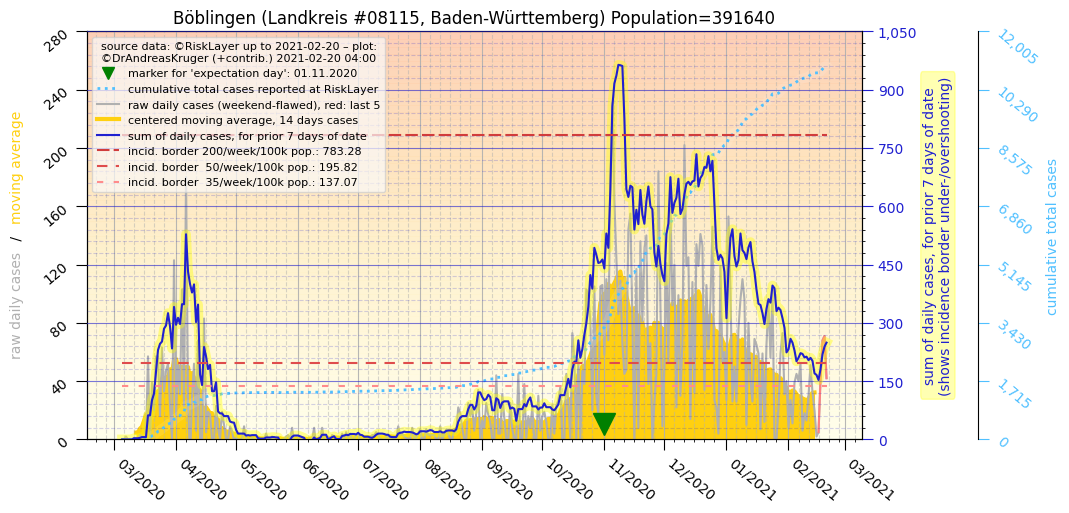 Böblingen (Landkreis #08115, Baden-Württemberg) Population=391640
source data: ©RiskLayer up to 2021-02-20 – plot:
©DrAndreasKruger (+contrib.) 2021-02-20 04:00
marker for 'expectation day': 01.11.2020
cumulative total cases reported at RiskLayer
raw daily cases (weekend-flawed), red: last 5
centered moving average, 14 days cases
sum of daily cases, for prior 7 days of date
incid. border 200/week/100k pop.: 783.28
incid. border  50/week/100k pop.: 195.82
incid. border  35/week/100k pop.: 137.07
raw daily cases / moving average
280
240
200
160
120
80
40
0
1,050
900
750
600
450
300
150
0
sum of daily cases, for prior 7 days of date
(shows incidence border under-/overshooting)
12,005
10,290
8,575
6,860
5,145
3,430
1,715
0
cumulative total cases
03/2020
04/2020
05/2020
06/2020
07/2020
08/2020
09/2020
10/2020
11/2020
12/2020
01/2021
02/2021
03/2021